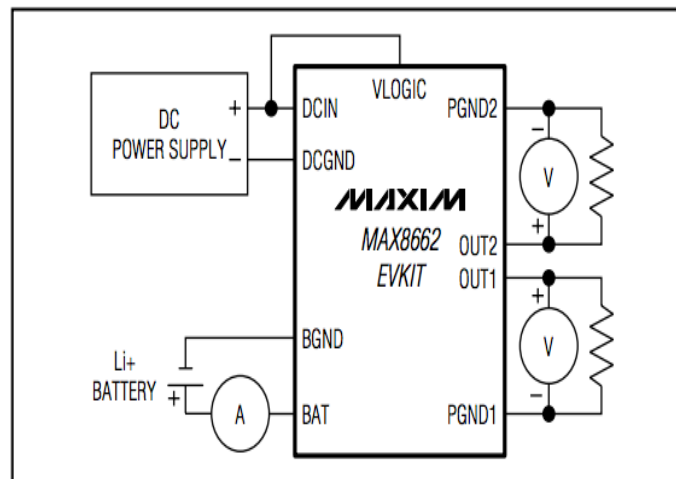 VLOGIC
DC
POWER SUPPLY
+
−
DCIN
DCGND
PGND2
−
V
+
MAXIM
MAX8662
EVKIT
OUT2
OUT1
+
V
−
PGND1
BGND
Li+
BATTERY
+
A
BAT